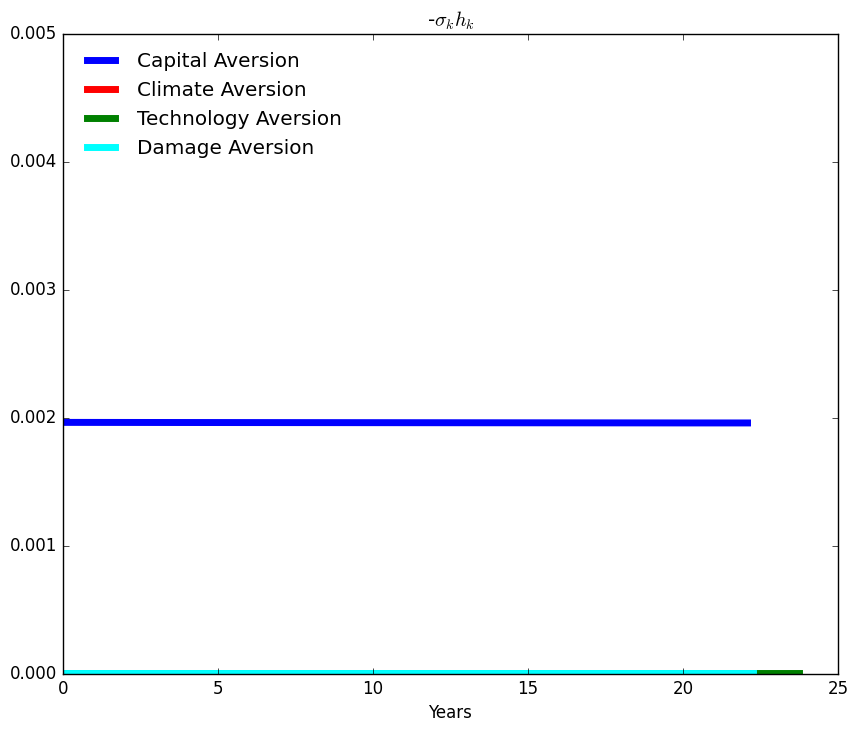 -σₖhₖ
0.005
Capital Aversion
Climate Aversion
Technology Aversion
Damage Aversion
0.004
0.003
0.002
0.001
0.000
0 5 10 15 20 25
Years